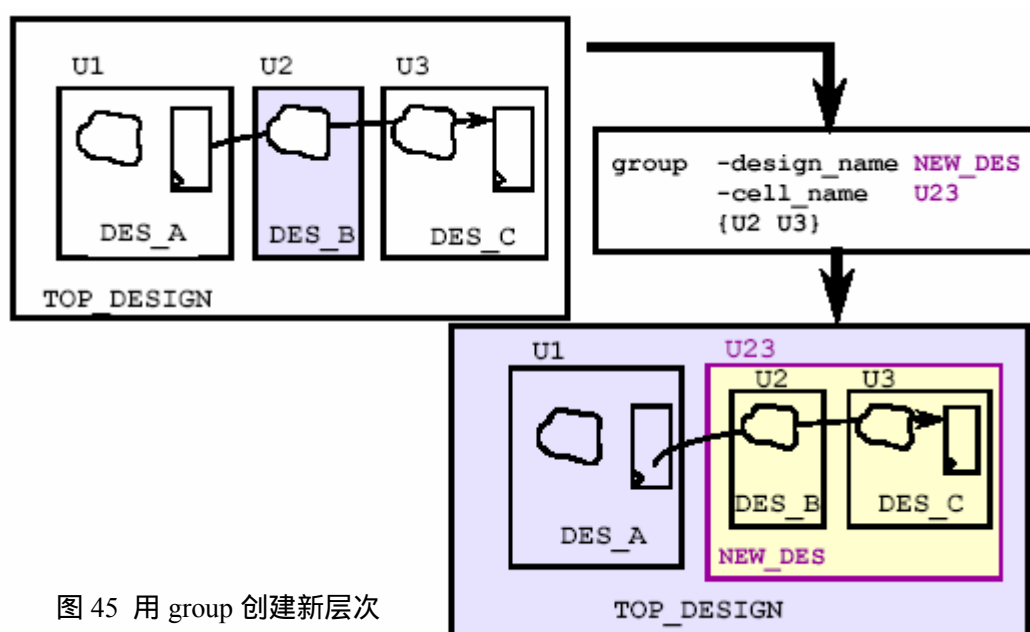 U1 U2 U3
DES_A DES_B DES_C
TOP_DESIGN
group -design_name NEW_DES
-cell_name U23
{U2 U3}
U1 U23
U2 U3
DES_B DES_C
DES_A
NEW_DES
TOP_DESIGN
图 45 用 group 创建新层次